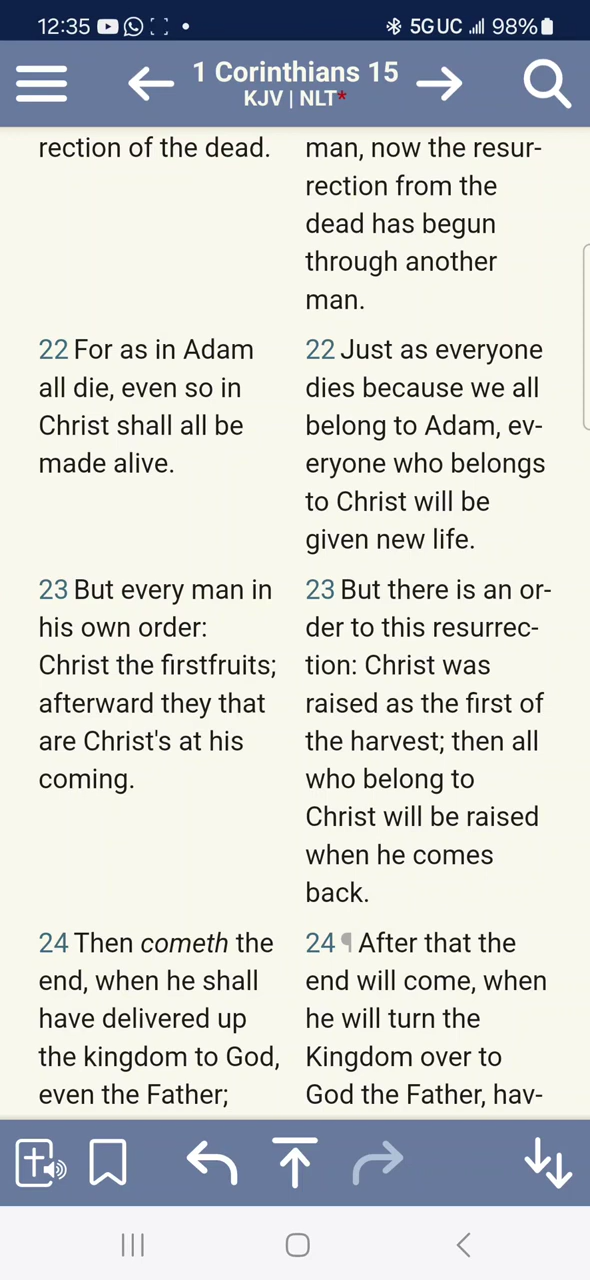 12:35
5G UC 98%
1 Corinthians 15
KJV | NLT*
rection of the dead.
22 For as in Adam
all die, even so in
Christ shall all be
made alive.
23 But every man in
his own order:
Christ the firstfruits;
afterward they that
are Christ's at his
coming.
24 Then cometh the
end, when he shall
have delivered up
the kingdom to God,
even the Father;
man, now the resur-
rection from the
dead has begun
through another
man.
22 Just as everyone
dies because we all
belong to Adam, ev-
eryone who belongs
to Christ will be
given new life.
23 But there is an or-
der to this resurrec-
tion: Christ was
raised as the first of
the harvest; then all
who belong to
Christ will be raised
when he comes
back.
24 ¶ After that the
end will come, when
he will turn the
Kingdom over to
God the Father, hav-